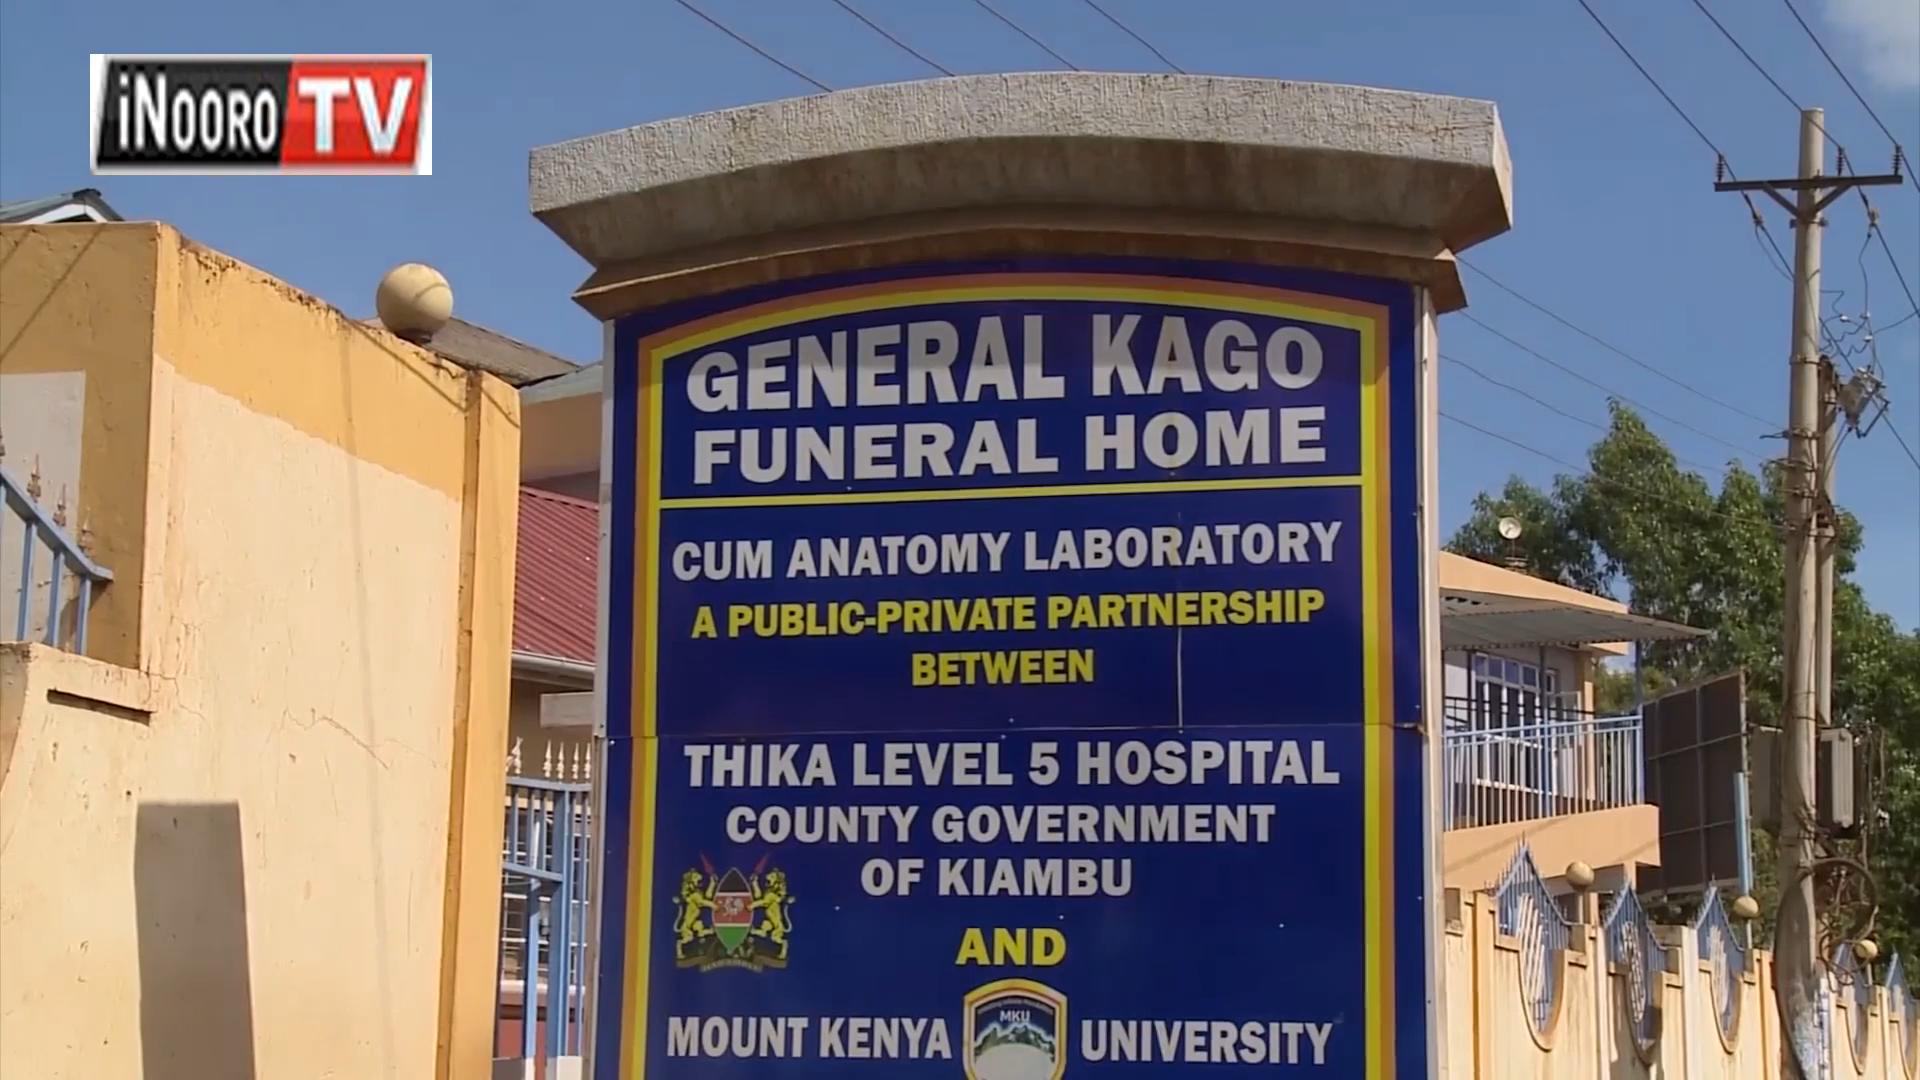 iNOORO TV
GENERAL KAGO
FUNERAL HOME
CUM ANATOMY LABORATORY
A PUBLIC-PRIVATE PARTNERSHIP
BETWEEN
THIKA LEVEL 5 HOSPITAL
COUNTY GOVERNMENT
OF KIAMBU
AND
MKU
MOUNT KENYA UNIVERSITY